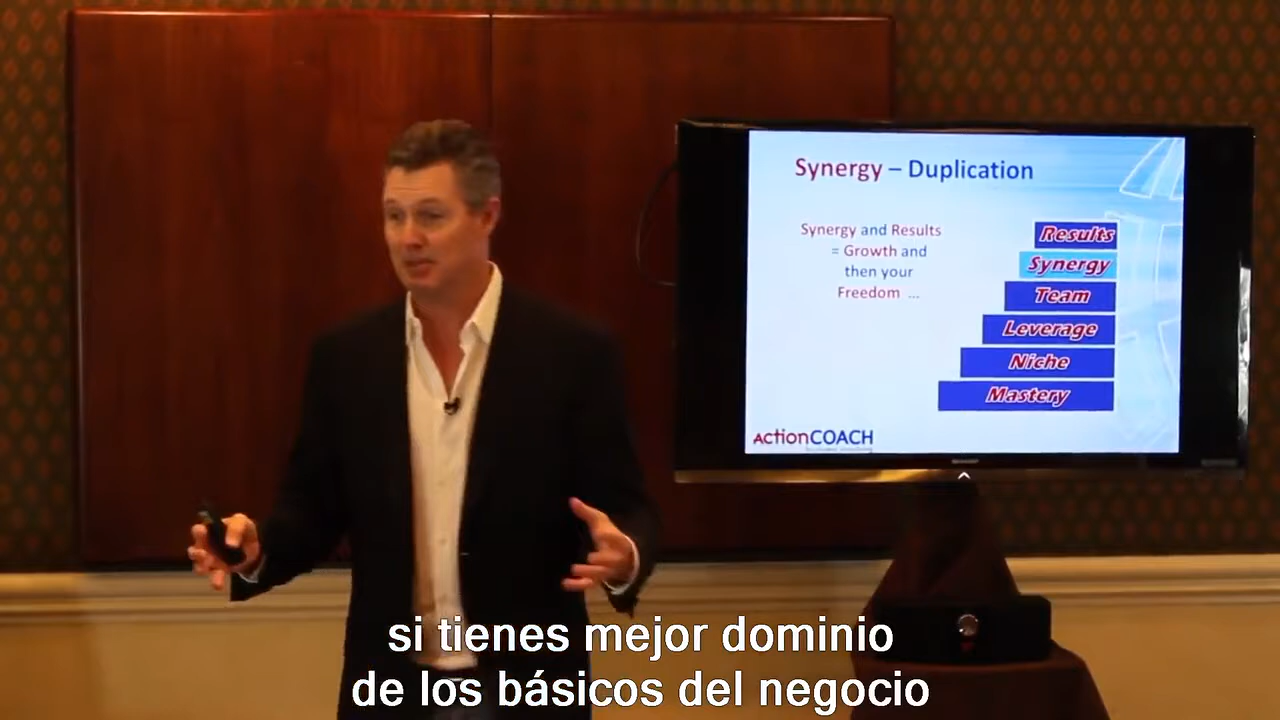 Synergy – Duplication
Synergy and Results
= Growth and
then your
Freedom ...
Results
Synergy
Team
Leverage
Niche
Mastery
ActionCOACH
si tienes mejor dominio
de los básicos del negocio